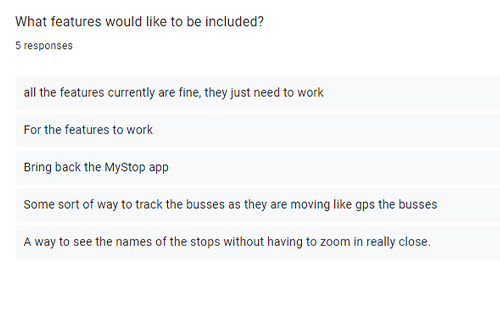 What features would like to be included?
5 responses
all the features currently are fine, they just need to work
For the features to work
Bring back the MyStop app
Some sort of way to track the busses as they are moving like gps the busses
A way to see the names of the stops without having to zoom in really close.